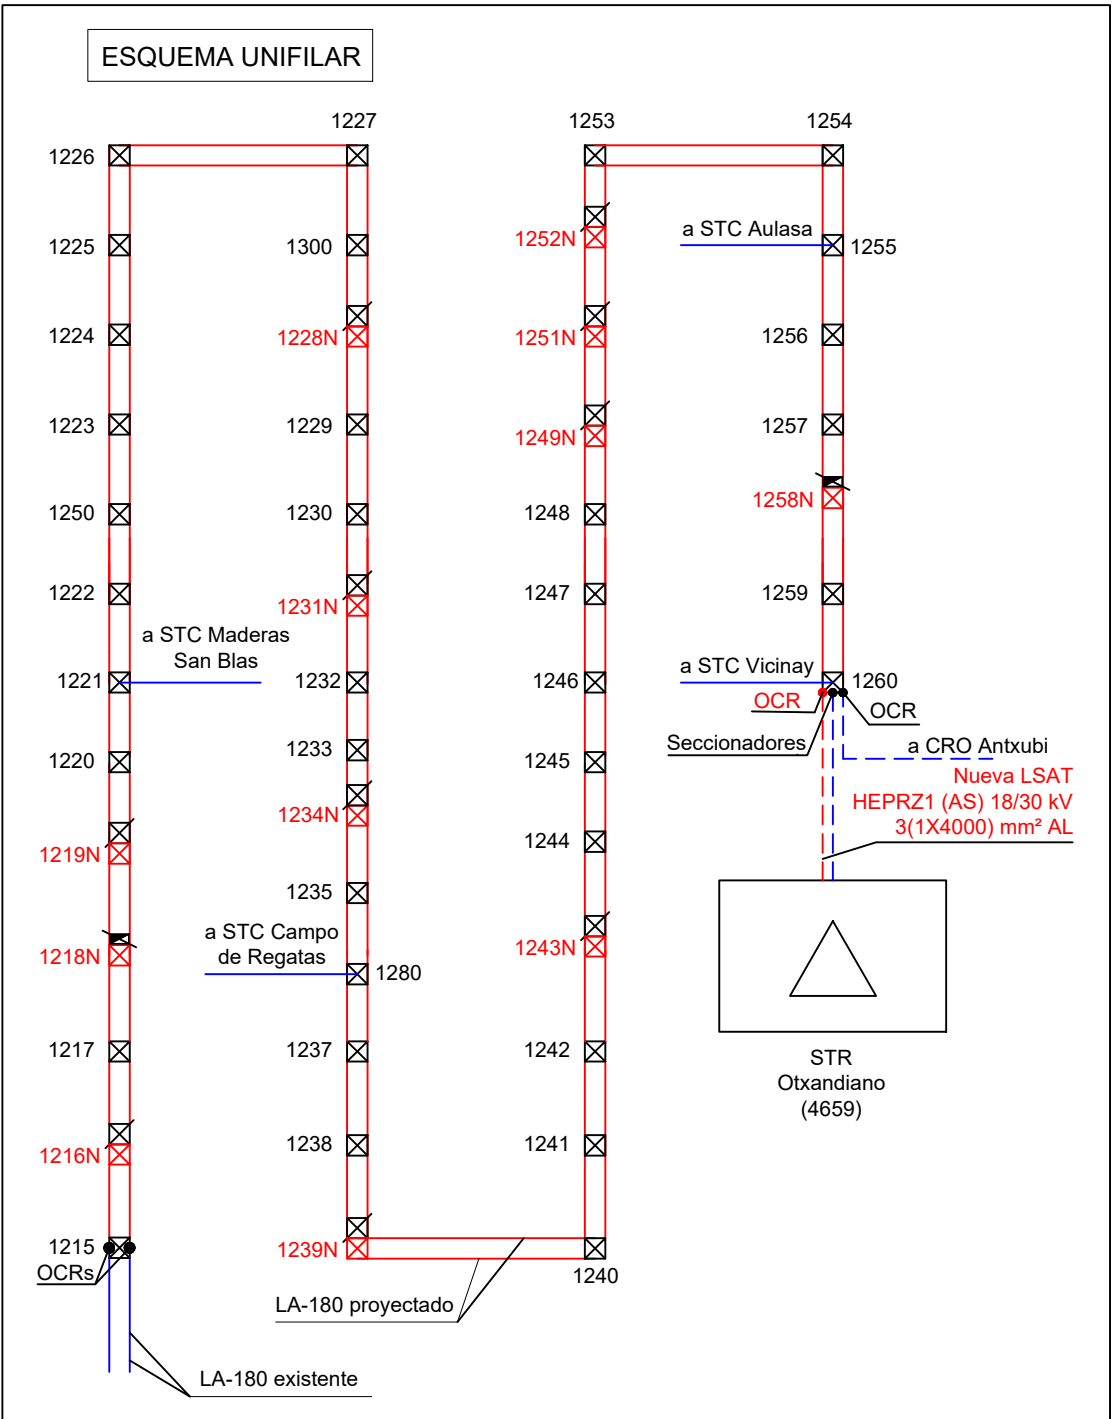 ESQUEMA UNIFILAR
1227
1253
1254
1226
1225
1300
1252N
a STC Aulasa
1255
1224
1228N
1251N
1256
1223
1229
1249N
1257
1250
1230
1248
1258N
1222
1231N
1247
1259
a STC Maderas
San Blas
1221
1232
1246
a STC Vicinay
1260
OCR
OCR
Seccionadores
a CRO Antxubi
1220
1233
1245
Nueva LSAT
HEPRZ1 (AS) 18/30 kV
3(1X4000) mm² AL
1219N
1234N
1244
1235
a STC Campo
de Regatas
1218N
1280
1243N
1217
1237
1242
STR
Otxandiano
(4659)
1216N
1238
1241
1215
OCRs
1239N
1240
LA-180 proyectado
LA-180 existente